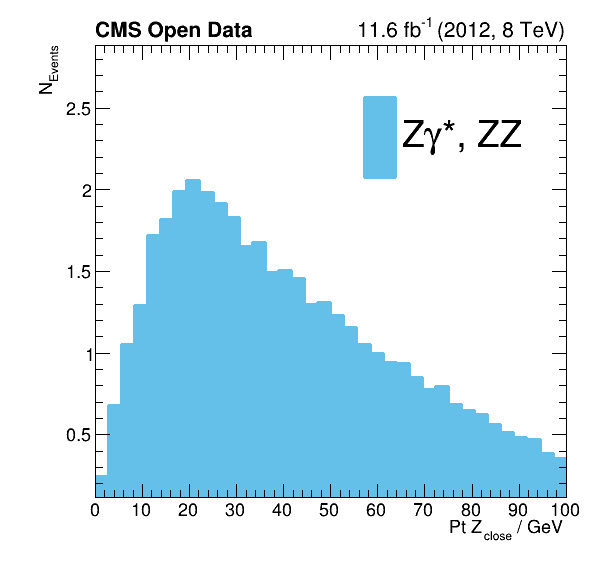 CMS Open Data 11.6 fb⁻¹ (2012, 8 TeV)
N_Events
Zγ*, ZZ
2.5
2
1.5
1
0.5
0 10 20 30 40 50 60 70 80 90 100
Pt Z_close / GeV